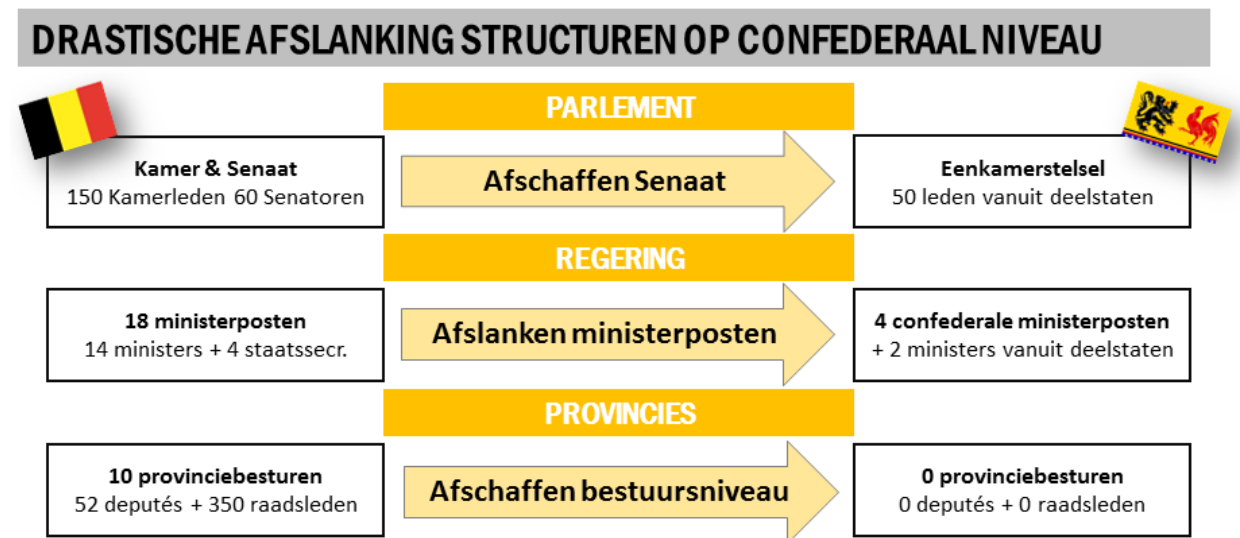 DRASTISCHE AFSLANKING STRUCTUREN OP CONFEDERAAL NIVEAU
PARLEMENT
Kamer & Senaat
150 Kamerleden 60 Senatoren
Afschaffen Senaat
Eenkamerstelsel
50 leden vanuit deelstaten
REGERING
18 ministerposten
14 ministers + 4 staatssecr.
Afslanken ministerposten
4 confederale ministerposten
+ 2 ministers vanuit deelstaten
PROVINCIES
10 provinciebesturen
52 deputés + 350 raadsleden
Afschaffen bestuursniveau
0 provinciebesturen
0 deputés + 0 raadsleden